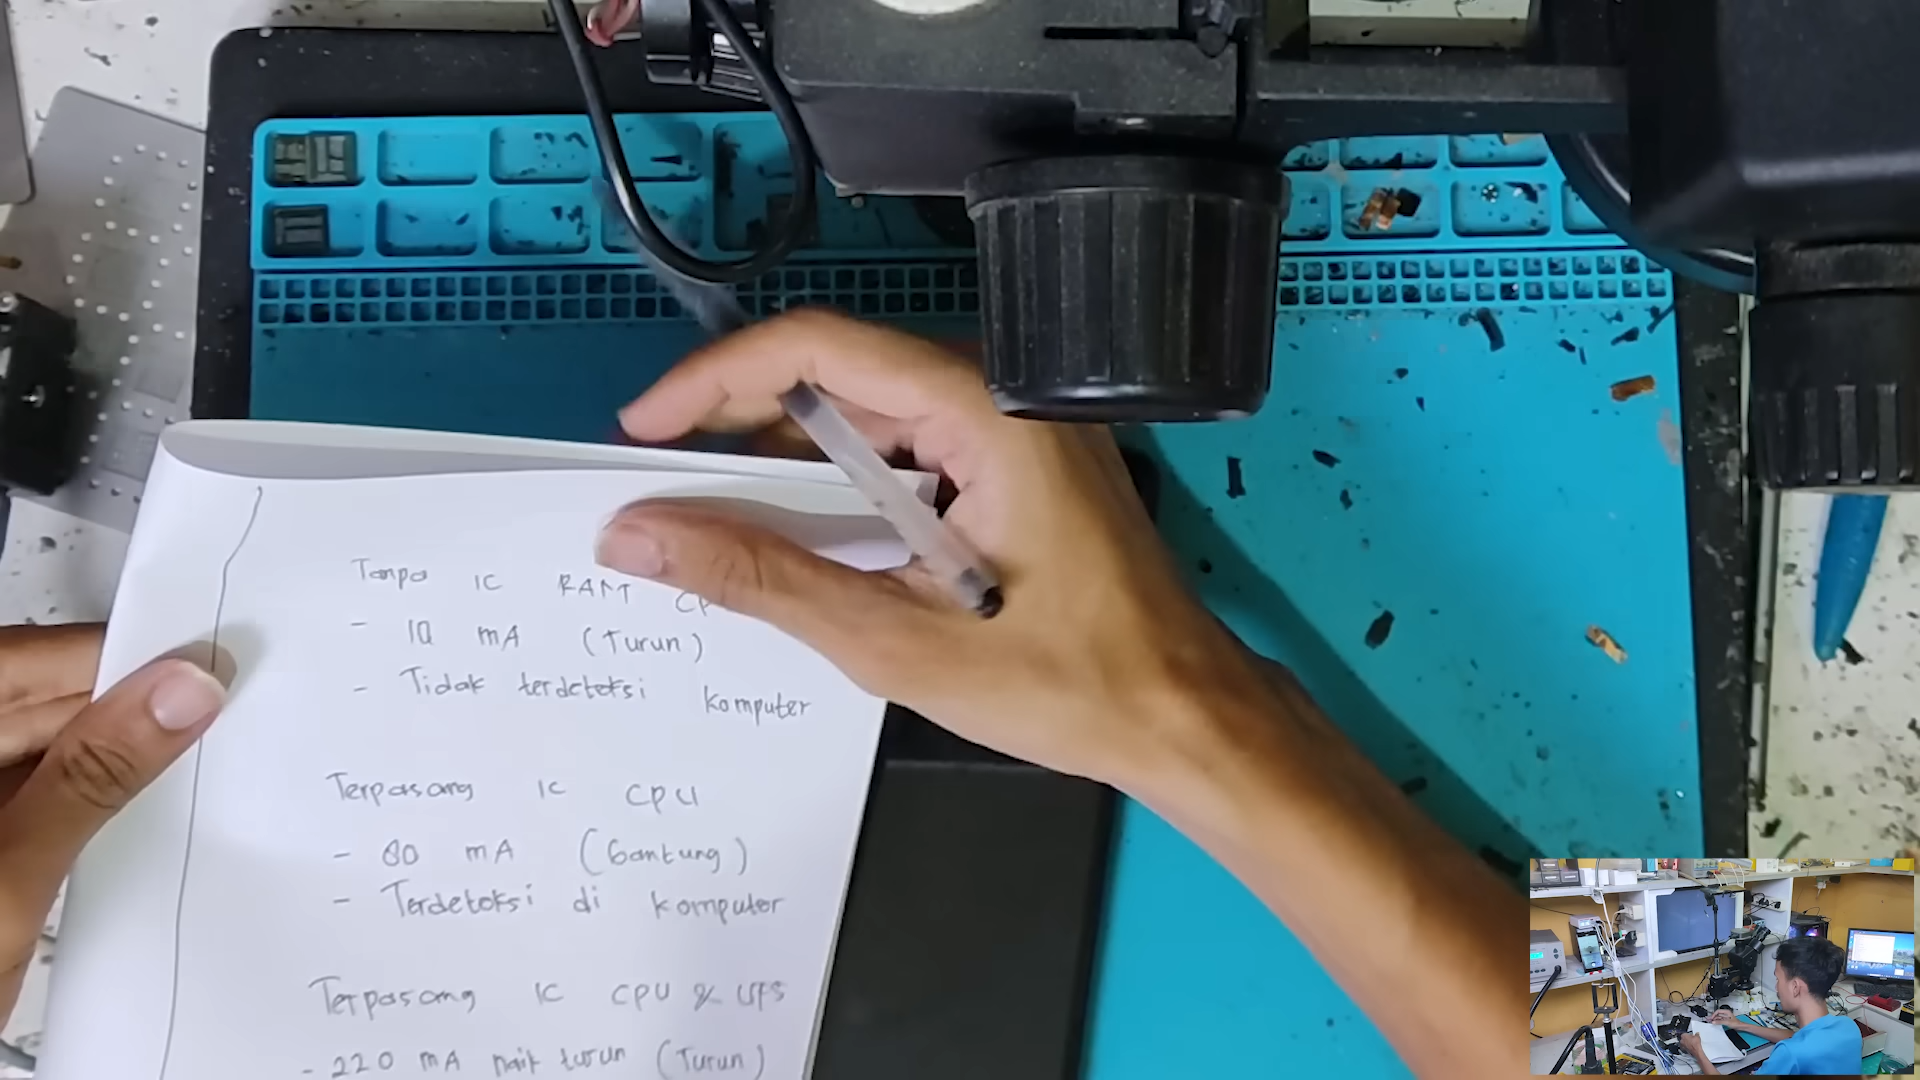 Tanpa IC RAM
- 10 mA (Turun)
- Tidak terdeteksi komputer
Terpasang IC CPU
- 80 mA (Gantung)
- Terdeteksi di komputer
Terpasang IC CPU & UFS
- 220 mA naik turun (Turun)